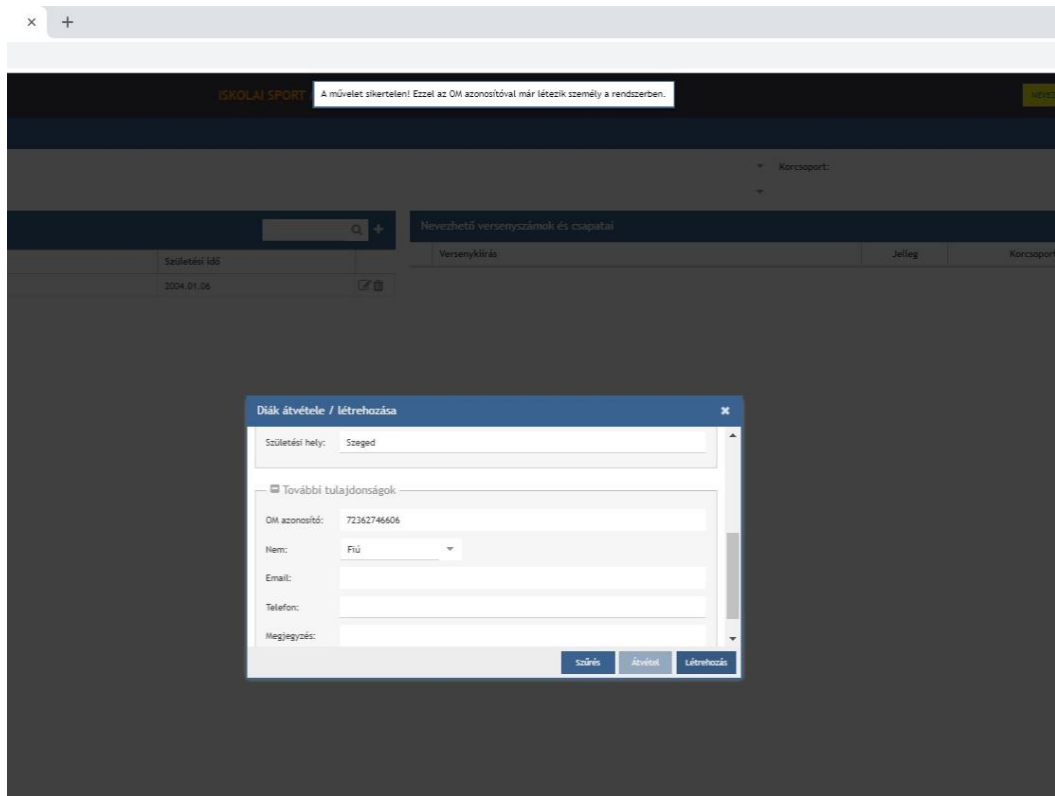 × +
ISKOLAI SPORT
A művelet sikertelen! Ezzel az OM azonosítóval már létezik személy a rendszerben.
Korcsoport:
Nevezhető versenyszámok és csapatai
Versenykiírás Jelleg Korcsoport
Születési idő
2004.01.06
Diák átvétele / létrehozása
Születési hely: Szeged
További tulajdonságok
OM azonosító: 72362746606
Nem: Fiú
Email:
Telefon:
Megjegyzés:
Szűrés Átvétel Létrehozás